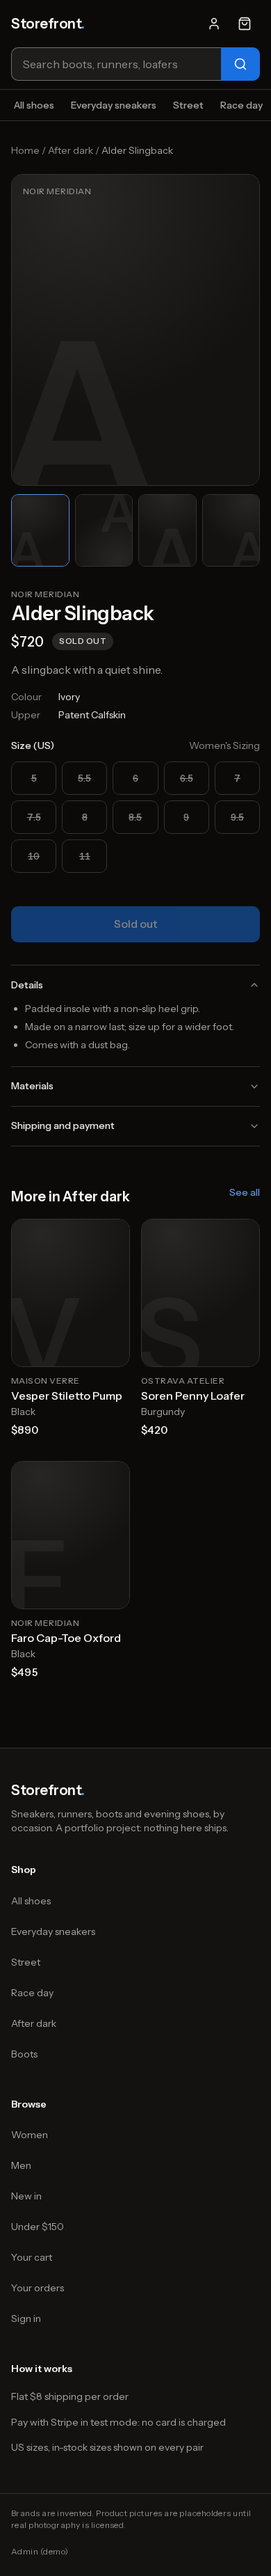 Storefront.
Search boots, runners, loafers
All shoes Everyday sneakers Street Race day
Home / After dark / Alder Slingback
NOIR MERIDIAN
A
A A A A
NOIR MERIDIAN
Alder Slingback
$720 SOLD OUT
A slingback with a quiet shine.
Colour Ivory
Upper Patent Calfskin
Size (US) Women's Sizing
5 5.5 6 6.5 7
7.5 8 8.5 9 9.5
10 11
Sold out
Details
Padded insole with a non-slip heel grip.
Made on a narrow last; size up for a wider foot.
Comes with a dust bag.
Materials
Shipping and payment
More in After dark See all
V S
MAISON VERRE OSTRAVA ATELIER
Vesper Stiletto Pump Soren Penny Loafer
Black Burgundy
$890 $420
F
NOIR MERIDIAN
Faro Cap-Toe Oxford
Black
$495
Storefront.
Sneakers, runners, boots and evening shoes, by
occasion. A portfolio project: nothing here ships.
Shop
All shoes
Everyday sneakers
Street
Race day
After dark
Boots
Browse
Women
Men
New in
Under $150
Your cart
Your orders
Sign in
How it works
Flat $8 shipping per order
Pay with Stripe in test mode: no card is charged
US sizes, in-stock sizes shown on every pair
Brands are invented. Product pictures are placeholders until
real photography is licensed.
Admin (demo)